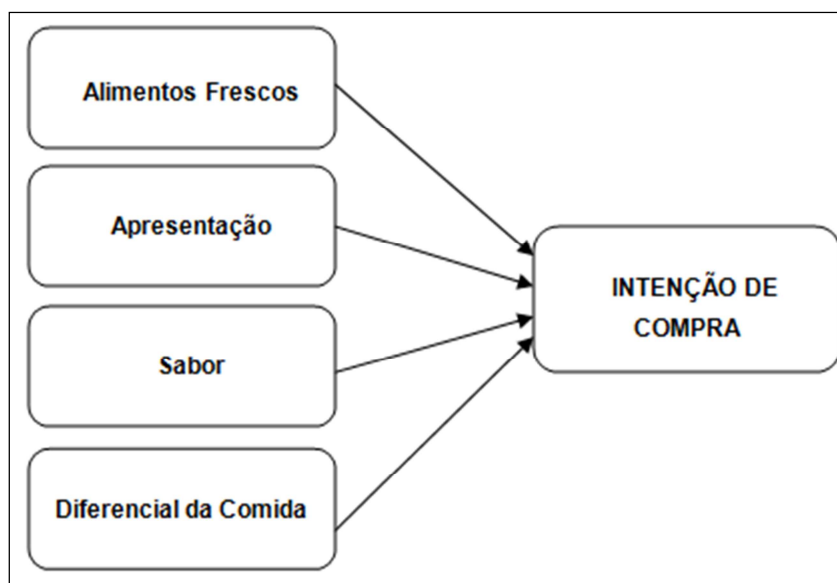 Alimentos Frescos
Apresentação
Sabor
Diferencial da Comida
INTENÇÃO DE
COMPRA